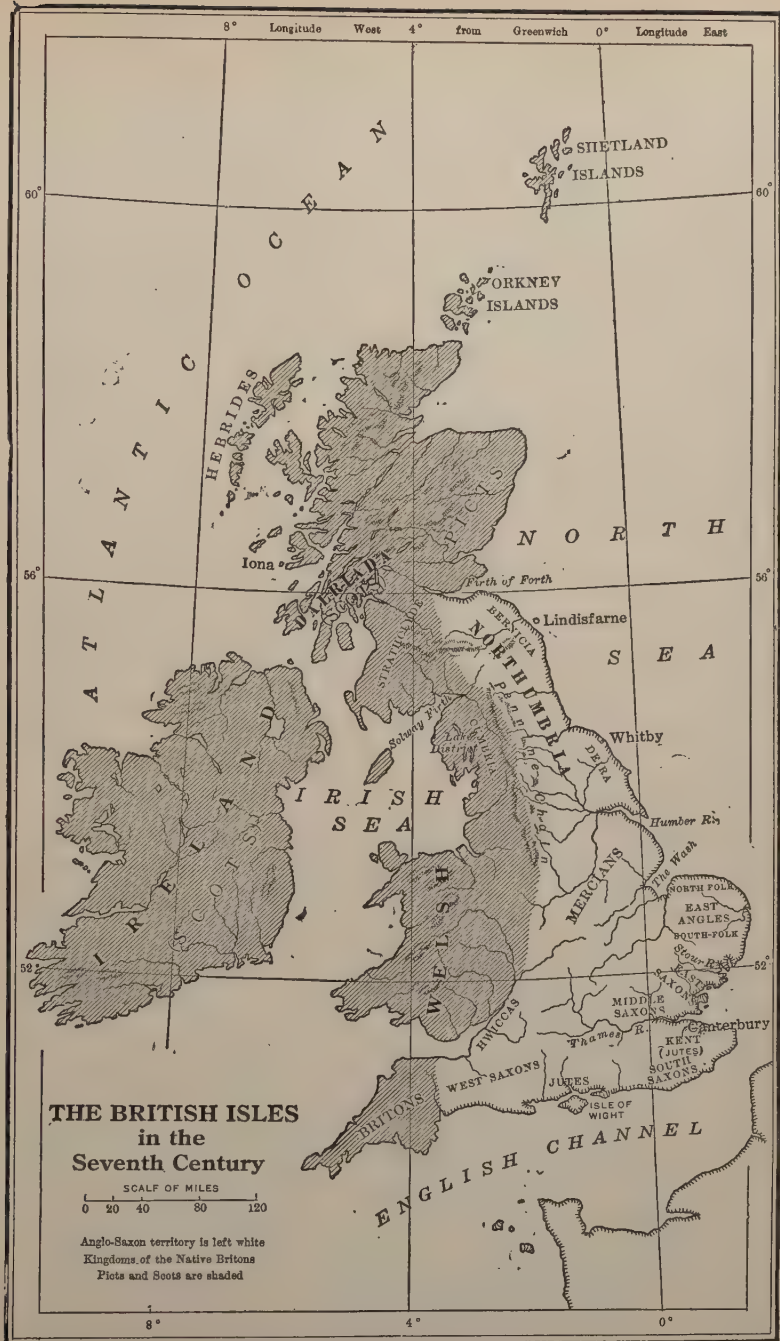 8° Longitude West 4° from Greenwich 0° Longitude East
ATLANTIC OCEAN
SHETLAND
ISLANDS
60° 60°
ORKNEY
ISLANDS
HEBRIDES
PICTS
NORTH
SEA
Iona
56° 56°
DALRIADA
SCOTS
Firth of Forth
STRATHCLYDE
BERNICIA
Lindisfarne
NORTHUMBRIA
Pennine Chain
Solway Firth
CUMBRIA
Lake
District
Whitby
DEIRA
IRELAND
SCOTS
IRISH
SEA
Humber R.
The Wash
MERCIANS
WELSH
NORTH FOLK
EAST
ANGLES
SOUTH-FOLK
Stour R.
52° 52°
EAST
SAXONS
MIDDLE
SAXONS
HWICCAS
Thames R.
Canterbury
KENT
(JUTES)
SOUTH
SAXONS
WEST SAXONS
JUTES
ISLE OF
WIGHT
BRITONS
ENGLISH CHANNEL
THE BRITISH ISLES
in the
Seventh Century
SCALE OF MILES
0 20 40 80 120
Anglo-Saxon territory is left white
Kingdoms of the Native Britons
Picts and Scots are shaded
8° 4° 0°